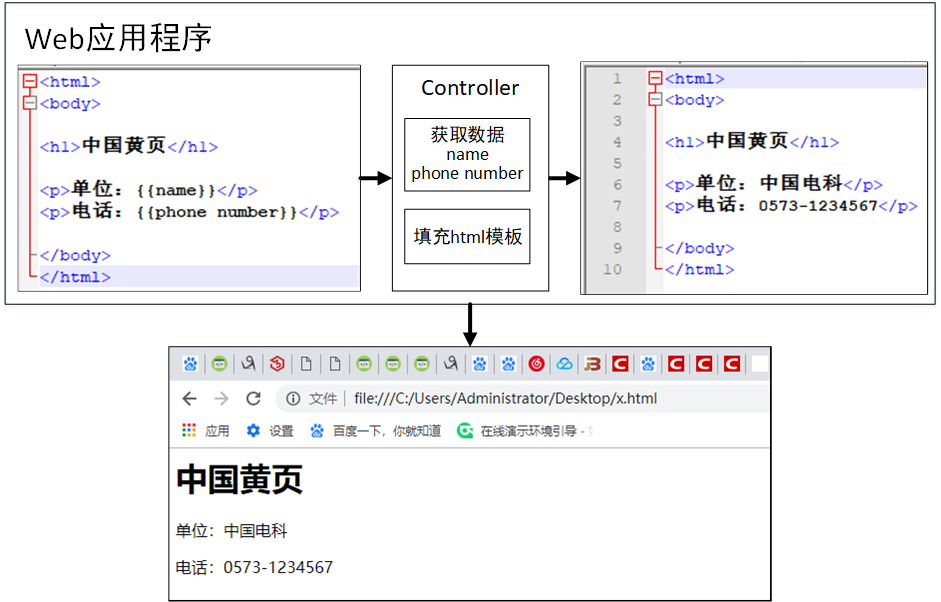 Web应用程序
<html>
<body>
<h1>中国黄页</h1>
<p>单位：{{name}}</p>
<p>电话：{{phone number}}</p>
</body>
</html>
Controller
获取数据
name
phone number
填充html模板
1 <html>
2 <body>
3
4 <h1>中国黄页</h1>
5
6 <p>单位：中国电科</p>
7 <p>电话：0573-1234567</p>
8
9 </body>
10 </html>
文件 file:///C:/Users/Administrator/Desktop/x.html
应用 设置 百度一下，你就知道 在线演示环境引导 -
中国黄页
单位：中国电科
电话：0573-1234567